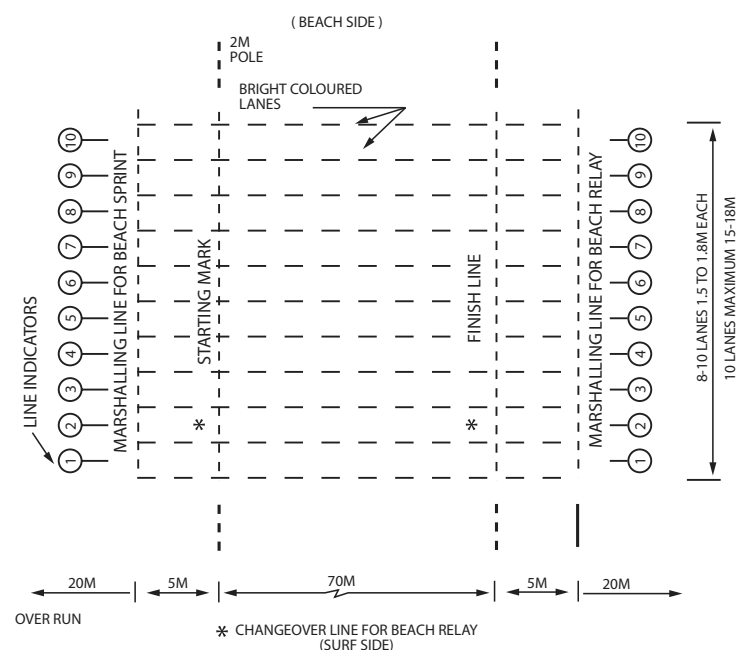 ( BEACH SIDE )
2M
POLE
BRIGHT COLOURED
LANES
10
9
8
7
6
5
4
3
2
1
LINE INDICATORS
MARSHALLING LINE FOR BEACH SPRINT
STARTING MARK
FINISH LINE
MARSHALLING LINE FOR BEACH RELAY
10
9
8
7
6
5
4
3
2
1
8-10 LANES 1.5 TO 1.8M EACH
10 LANES MAXIMUM 15-18M
*
*
20M
5M
70M
5M
20M
OVER RUN
* CHANGEOVER LINE FOR BEACH RELAY
(SURF SIDE)